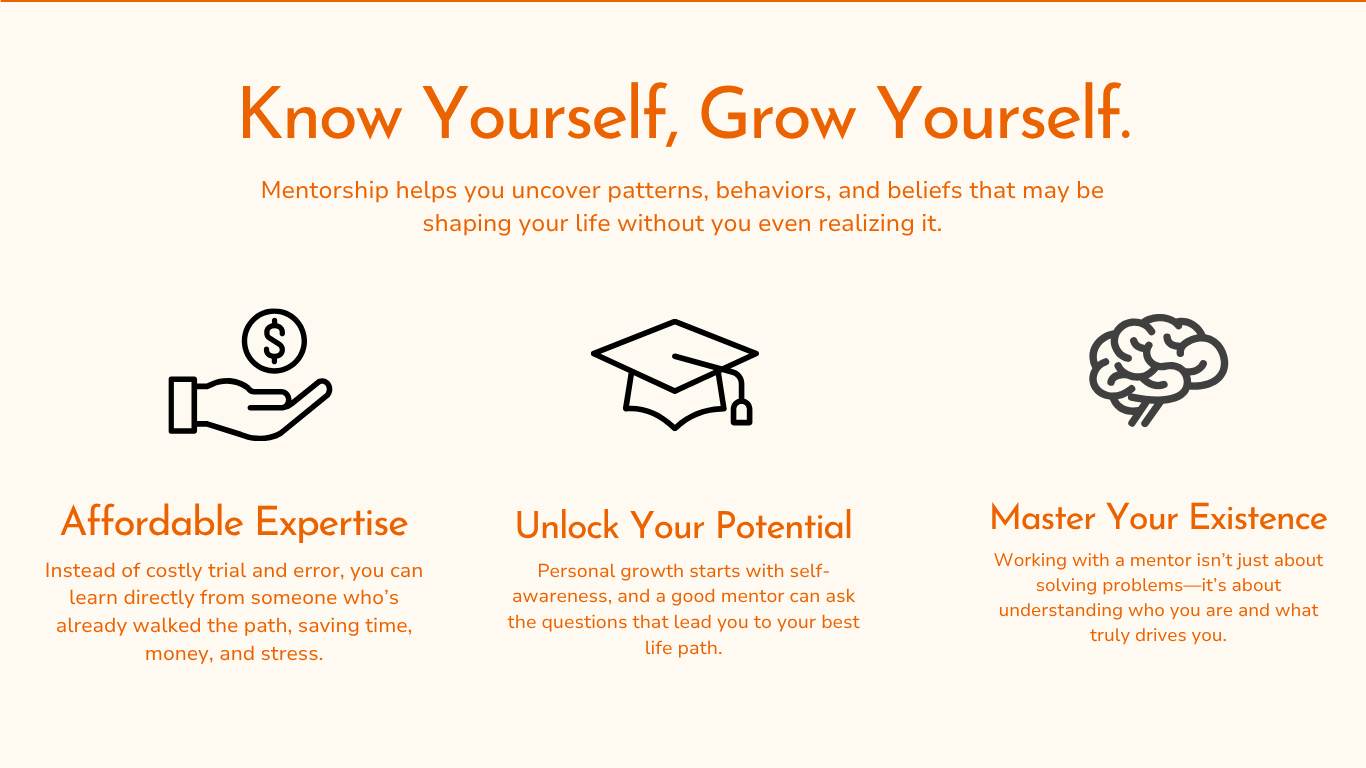 Know Yourself, Grow Yourself.
Mentorship helps you uncover patterns, behaviors, and beliefs that may be
shaping your life without you even realizing it.
$
Affordable Expertise
Instead of costly trial and error, you can
learn directly from someone who’s
already walked the path, saving time,
money, and stress.
Unlock Your Potential
Personal growth starts with self-
awareness, and a good mentor can ask
the questions that lead you to your best
life path.
Master Your Existence
Working with a mentor isn’t just about
solving problems—it’s about
understanding who you are and what
truly drives you.